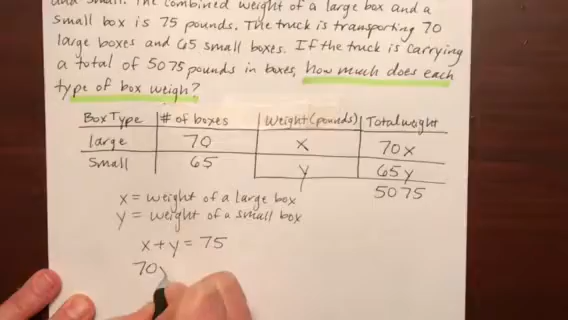 and small. The combined weight of a large box and a
small box is 75 pounds. The truck is transporting 70
large boxes and 65 small boxes. If the truck is carrying
a total of 5075 pounds in boxes, how much does each
type of box weigh?
Box Type # of boxes Weight (pounds) Total weight
large 70 x 70x
small 65 y 65y
5075
x = weight of a large box
y = weight of a small box
x + y = 75
70x